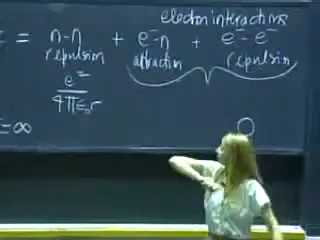 electron interactions
= n-n + e⁻-n + e⁻-e⁻
repulsion attraction repulsion
e²
4πε₀r
=∞